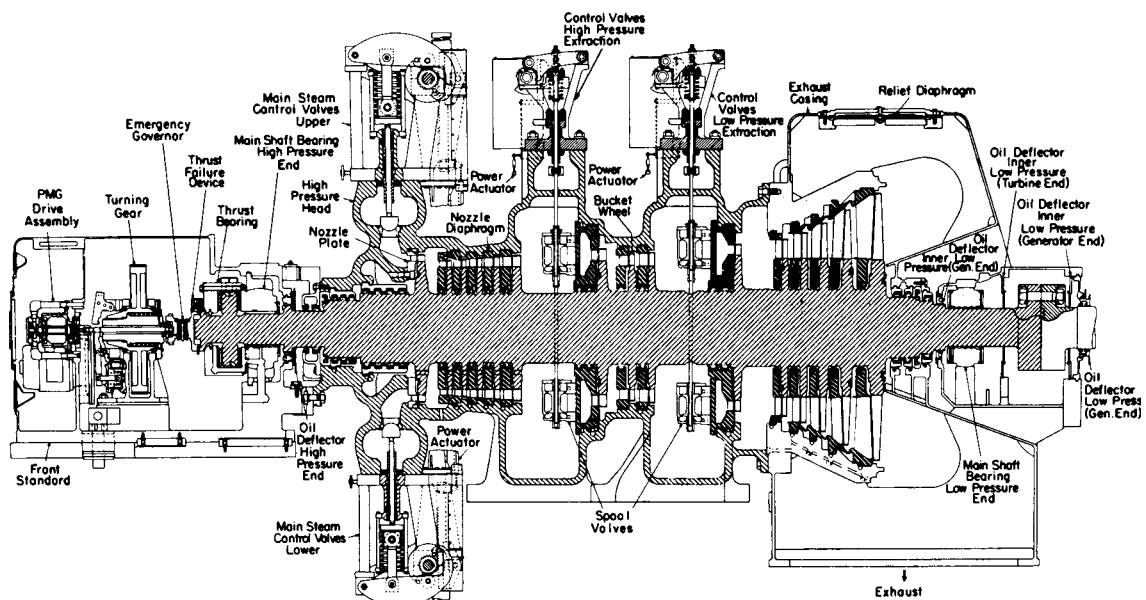 Control Valves
High Pressure
Extraction
Main Steam
Control Valves
Upper
Emergency
Governor
Main Shaft Bearing
High Pressure
End
Thrust
Failure
Device
Thrust
Bearing
PMG
Drive
Assembly
Turning
Gear
High
Pressure
Head
Nozzle
Plate
Power
Actuator
Nozzle
Diaphragm
Control
Valves
Low Pressure
Extraction
Power
Actuator
Bucket
Wheel
Exhaust
Casing
Relief Diaphragm
Oil Deflector
Inner
Low Pressure
(Turbine End)
Oil Deflector
Inner
Low
Pressure
(Generator End)
Oil
Deflector
Inner Low
Pressure(Gen. End)
Oil
Deflector
Low Press
(Gen. End)
Front
Standard
Oil
Deflector
High
Pressure
End
Power
Actuator
Main Steam
Control Valves
Lower
Spool
Valves
Main Shaft
Bearing
Low Pressure
End
Exhaust